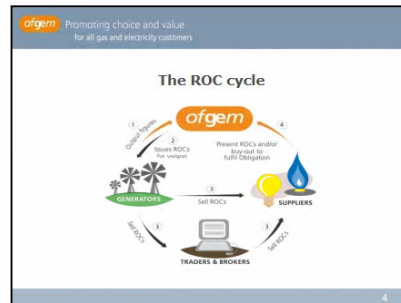 ofgem Promoting choice and value
for all gas and electricity customers
The ROC cycle
ofgem
1
Output figures
2
Issues ROCs
for output
4
Present ROCs and/or
buy-out to
fulfil Obligation
GENERATORS
3
Sell ROCs
SUPPLIERS
3
Sell ROCs
TRADERS & BROKERS
3
Sell ROCs
4